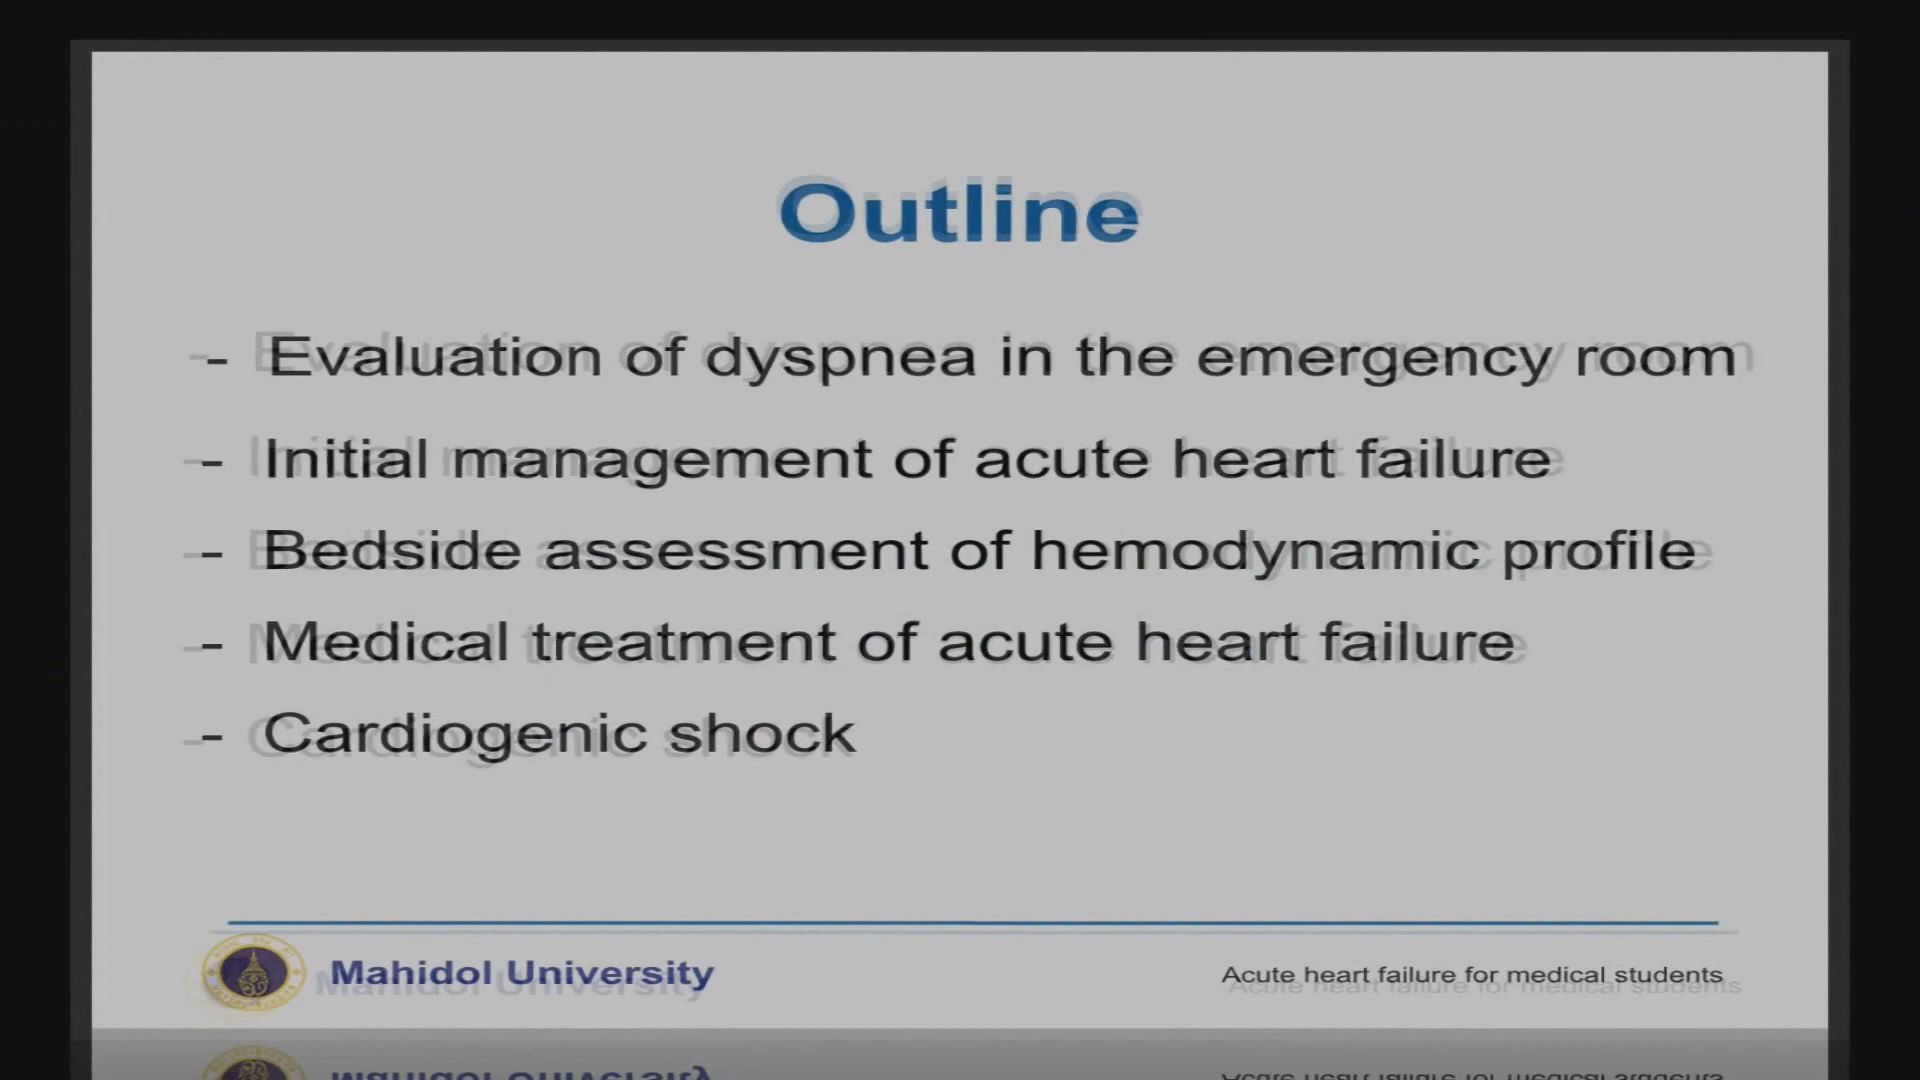 Outline
- Evaluation of dyspnea in the emergency room
- Initial management of acute heart failure
- Bedside assessment of hemodynamic profile
- Medical treatment of acute heart failure
- Cardiogenic shock
Mahidol University
Acute heart failure for medical students